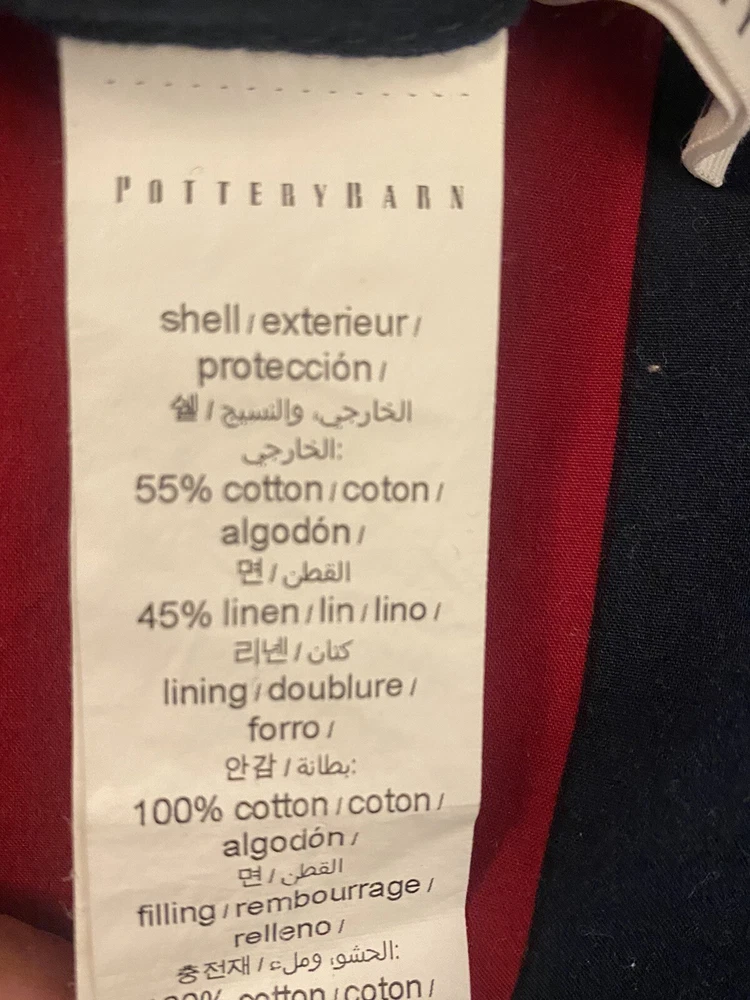 POTTERYBARN
shell / exterieur /
protección /
쉘 / الخارجي، والنسيج
الخارجي:
55% cotton / coton /
algodón /
면 / القطن
45% linen / lin / lino /
리넨 / كتان
lining / doublure /
forro /
안감 / بطانة:
100% cotton / coton /
algodón /
면 / القطن
filling / rembourrage /
relleno /
충전재 / الحشو، وملء:
cotton / coton /